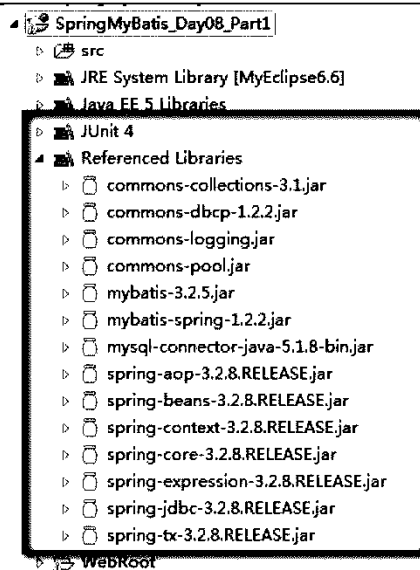 SpringMyBatis_Day08_Part1
src
JRE System Library [MyEclipse6.6]
Java EE 5 Libraries
JUnit 4
Referenced Libraries
commons-collections-3.1.jar
commons-dbcp-1.2.2.jar
commons-logging.jar
commons-pool.jar
mybatis-3.2.5.jar
mybatis-spring-1.2.2.jar
mysql-connector-java-5.1.8-bin.jar
spring-aop-3.2.8.RELEASE.jar
spring-beans-3.2.8.RELEASE.jar
spring-context-3.2.8.RELEASE.jar
spring-core-3.2.8.RELEASE.jar
spring-expression-3.2.8.RELEASE.jar
spring-jdbc-3.2.8.RELEASE.jar
spring-tx-3.2.8.RELEASE.jar
WebRoot